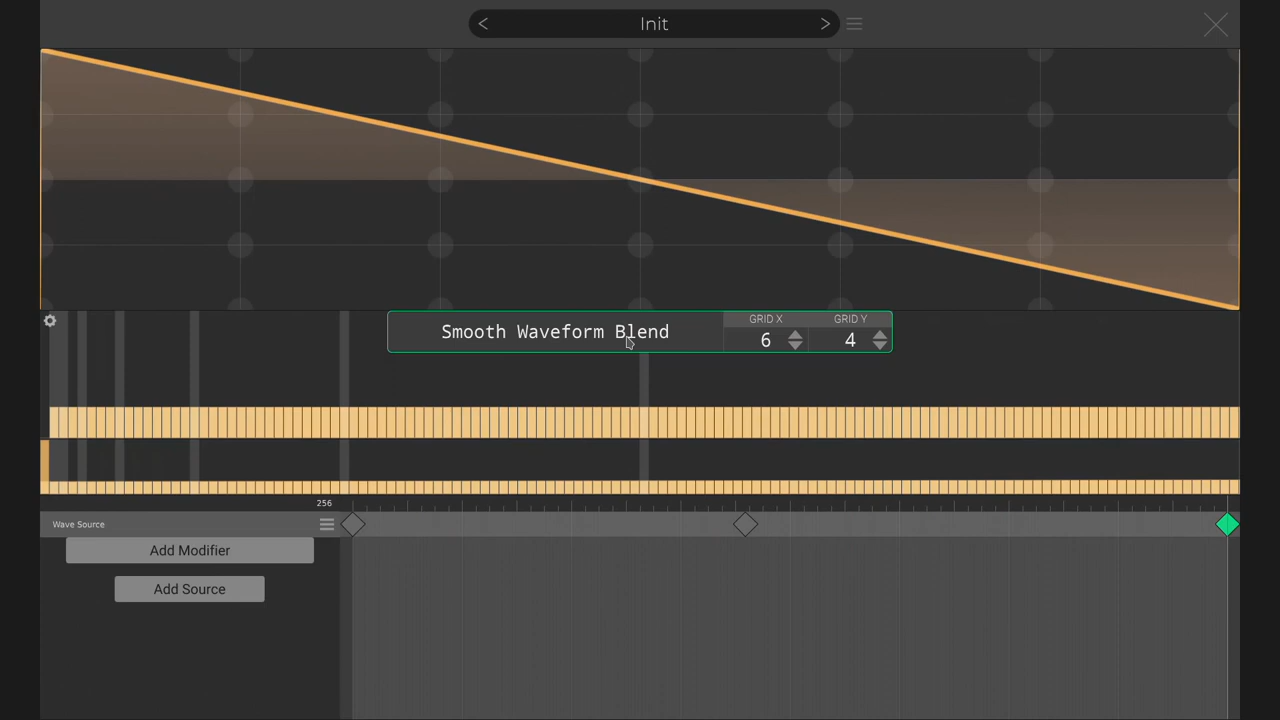 Init
Smooth Waveform Blend
GRID X
6
GRID Y
4
256
Wave Source
Add Modifier
Add Source